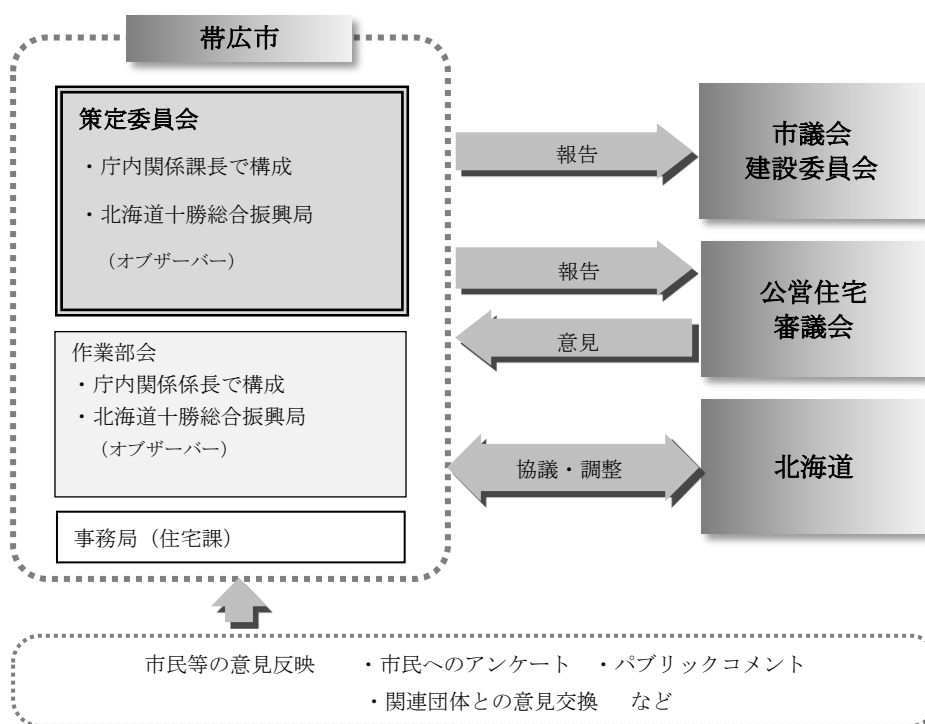 帯広市
策定委員会
・庁内関係課長で構成
・北海道十勝総合振興局
（オブザーバー）
作業部会
・庁内関係係長で構成
・北海道十勝総合振興局
（オブザーバー）
事務局（住宅課）
報告
市議会
建設委員会
報告
意見
公営住宅
審議会
協議・調整
北海道
市民等の意見反映　・市民へのアンケート　・パブリックコメント
・関連団体との意見交換　など